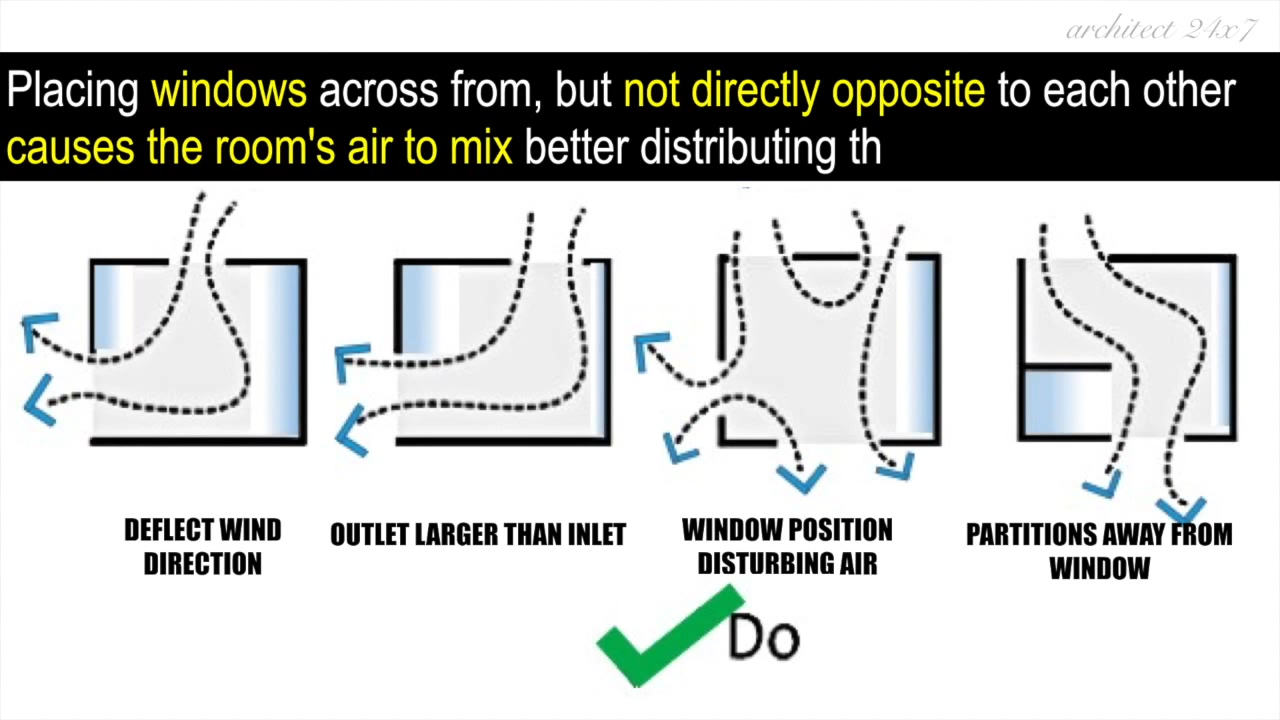 architect 24x7
Placing windows across from, but not directly opposite to each other
causes the room's air to mix better distributing th
DEFLECT WIND
DIRECTION
OUTLET LARGER THAN INLET
WINDOW POSITION
DISTURBING AIR
PARTITIONS AWAY FROM
WINDOW
Do